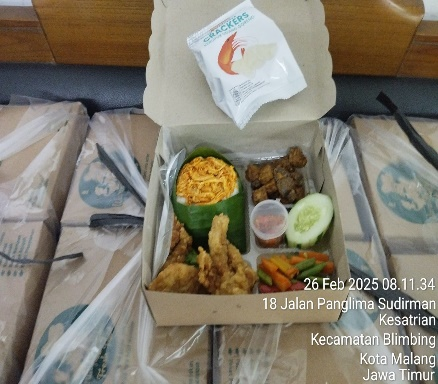 CRACKERS
26 Feb 2025 08.11.34
18 Jalan Panglima Sudirman
Kesatrian
Kecamatan Blimbing
Kota Malang
Jawa Timur